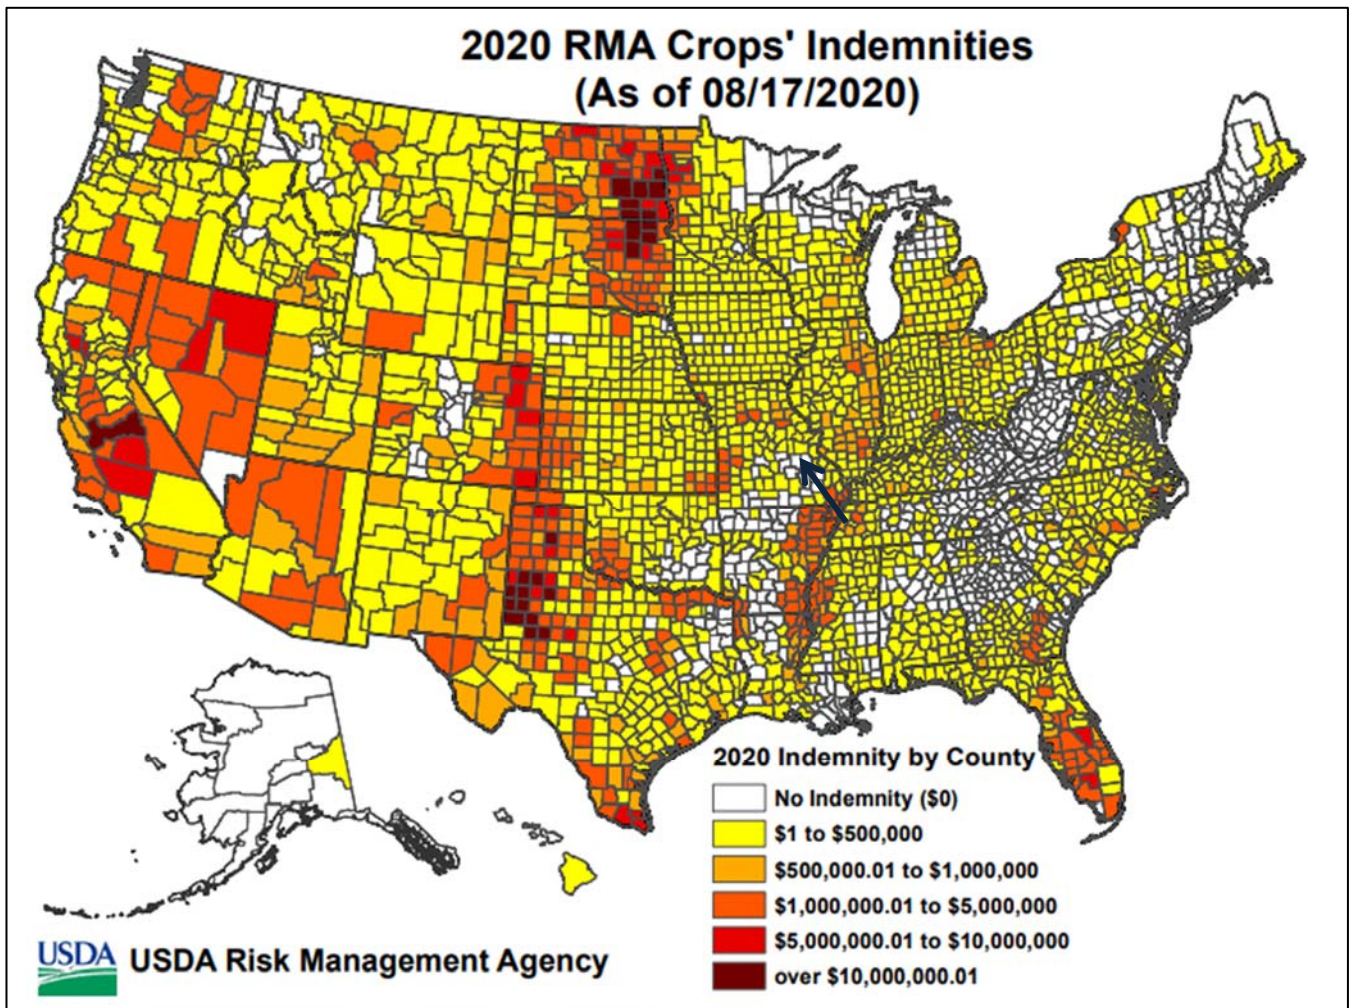 2020 RMA Crops' Indemnities
(As of 08/17/2020)
2020 Indemnity by County
No Indemnity ($0)
$1 to $500,000
$500,000.01 to $1,000,000
$1,000,000.01 to $5,000,000
$5,000,000.01 to $10,000,000
over $10,000,000.01
USDA
USDA Risk Management Agency